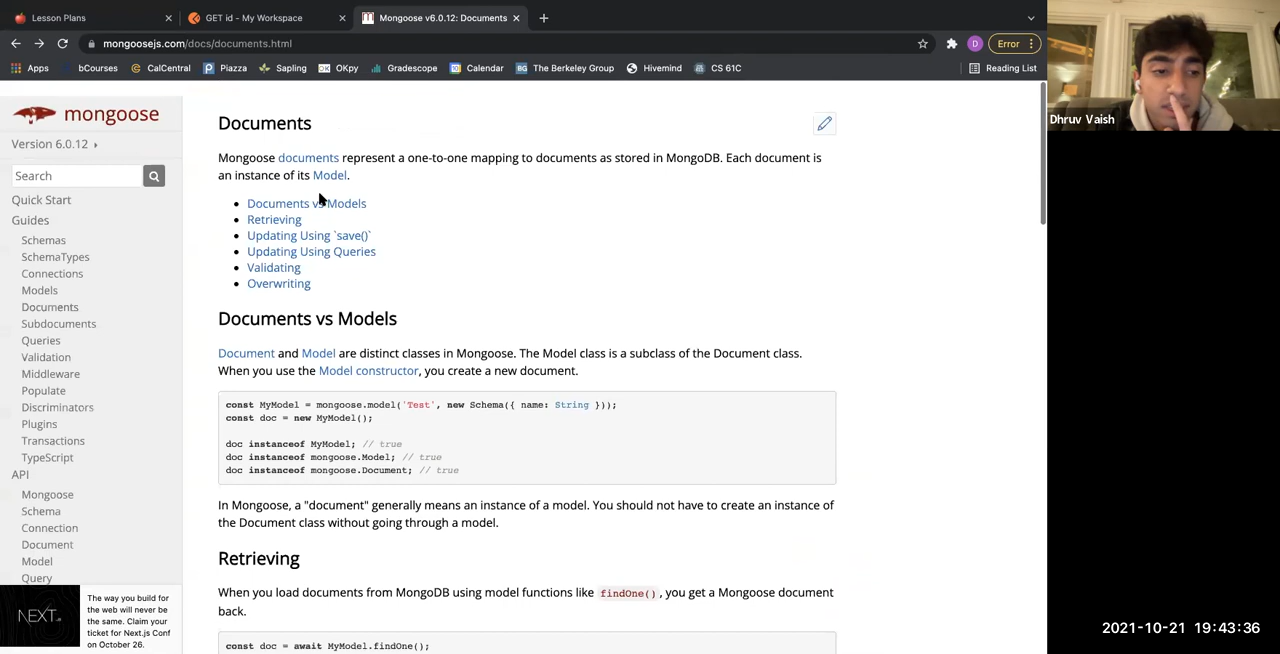 Lesson Plans
GET id - My Workspace
Mongoose v6.0.12: Documents
mongoosejs.com/docs/documents.html
D
Error
Apps
bCourses
CalCentral
Piazza
Sapling
OK OKpy
Gradescope
Calendar
BG The Berkeley Group
Hivemind
CS 61C
Reading List
Dhruv Vaish
mongoose
Version 6.0.12
Search
Quick Start
Guides
Schemas
SchemaTypes
Connections
Models
Documents
Subdocuments
Queries
Validation
Middleware
Populate
Discriminators
Plugins
Transactions
TypeScript
API
Mongoose
Schema
Connection
Document
Model
Query
NEXT.js
The way you build for
the web will never be
the same. Claim your
ticket for Next.js Conf
on October 26.
Documents
Mongoose documents represent a one-to-one mapping to documents as stored in MongoDB. Each document is
an instance of its Model.
Documents vs Models
Retrieving
Updating Using `save()`
Updating Using Queries
Validating
Overwriting
Documents vs Models
Document and Model are distinct classes in Mongoose. The Model class is a subclass of the Document class.
When you use the Model constructor, you create a new document.
const MyModel = mongoose.model('Test', new Schema({ name: String }));
const doc = new MyModel();
doc instanceof MyModel; // true
doc instanceof mongoose.Model; // true
doc instanceof mongoose.Document; // true
In Mongoose, a "document" generally means an instance of a model. You should not have to create an instance of
the Document class without going through a model.
Retrieving
When you load documents from MongoDB using model functions like findOne(), you get a Mongoose document
back.
const doc = await MyModel.findOne();
2021-10-21 19:43:36